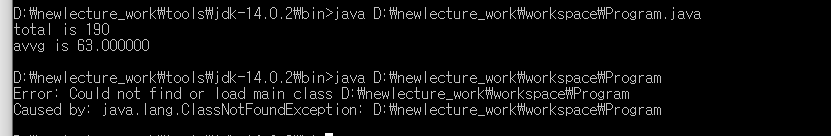 D:₩newlecture_work₩tools₩jdk-14.0.2₩bin>java D:₩newlecture_work₩workspace₩Program.java
total is 190
avvg is 63.000000
D:₩newlecture_work₩tools₩jdk-14.0.2₩bin>java D:₩newlecture_work₩workspace₩Program
Error: Could not find or load main class D:₩newlecture_work₩workspace₩Program
Caused by: java.lang.ClassNotFoundException: D:₩newlecture_work₩workspace₩Program